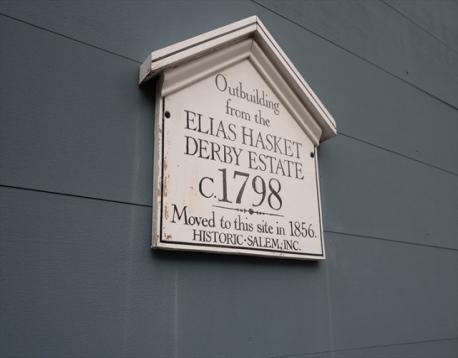 Outbuilding
from the
ELIAS HASKET
DERBY ESTATE
C.1798
Moved to this site in 1856.
HISTORIC·SALEM; INC.